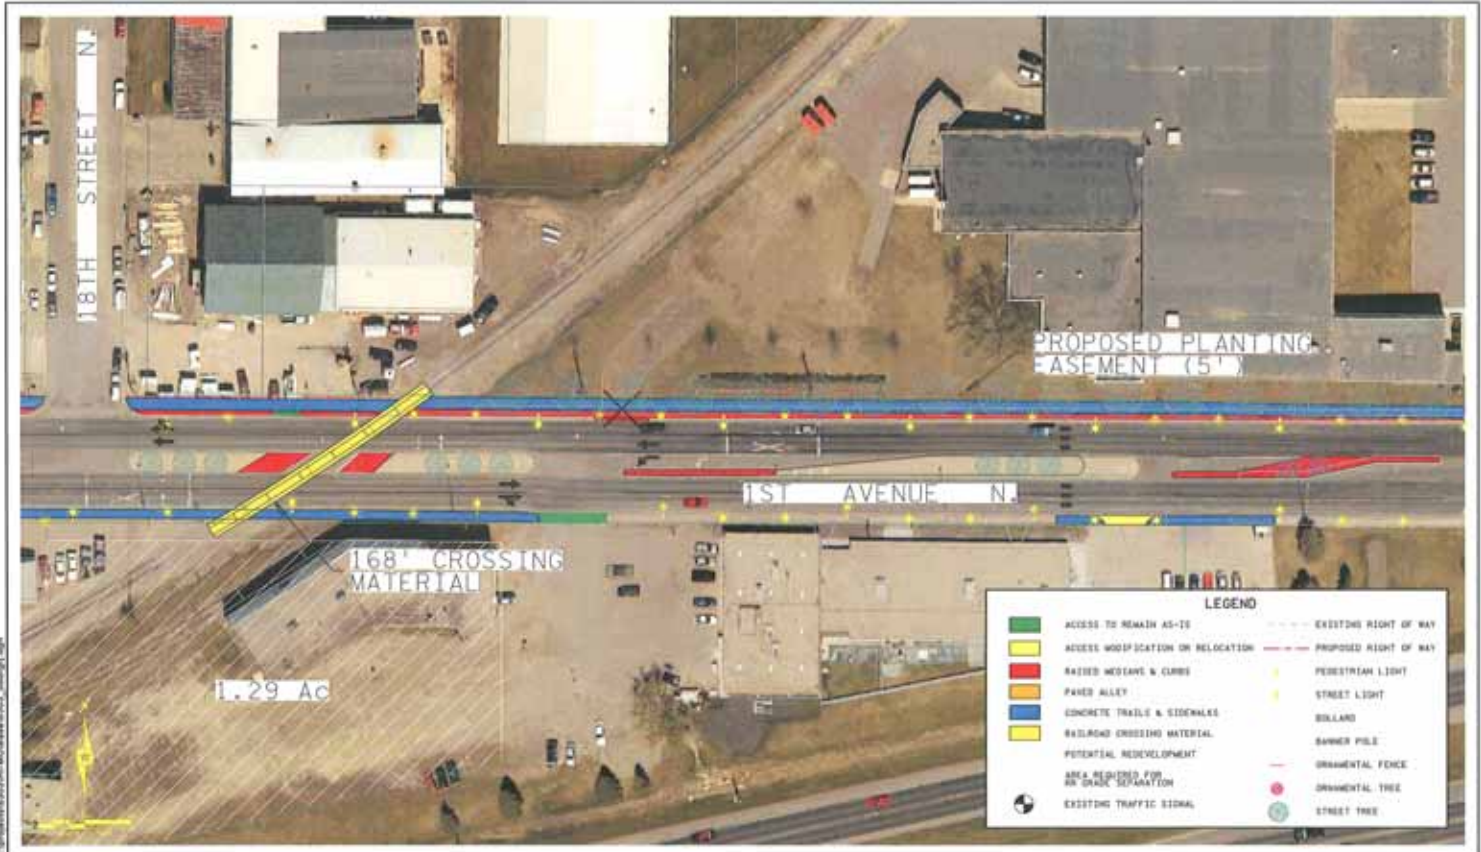 18TH STREET N.
PROPOSED PLANTING
EASEMENT (5')
1ST AVENUE N.
168' CROSSING
MATERIAL
1.29 Ac
LEGEND
ACCESS TO REMAIN AS-IS
ACCESS MODIFICATION OR RELOCATION
RAISED MEDIANS & CURBS
PAVED ALLEY
CONCRETE TRAILS & SIDEWALKS
RAILROAD CROSSING MATERIAL
POTENTIAL REDEVELOPMENT
AREA REQUIRED FOR
RR GRADE SEPARATION
EXISTING TRAFFIC SIGNAL
EXISTING RIGHT OF WAY
PROPOSED RIGHT OF WAY
PEDESTRIAN LIGHT
STREET LIGHT
BOLLARD
BANNER POLE
ORNAMENTAL FENCE
ORNAMENTAL TREE
STREET TREE